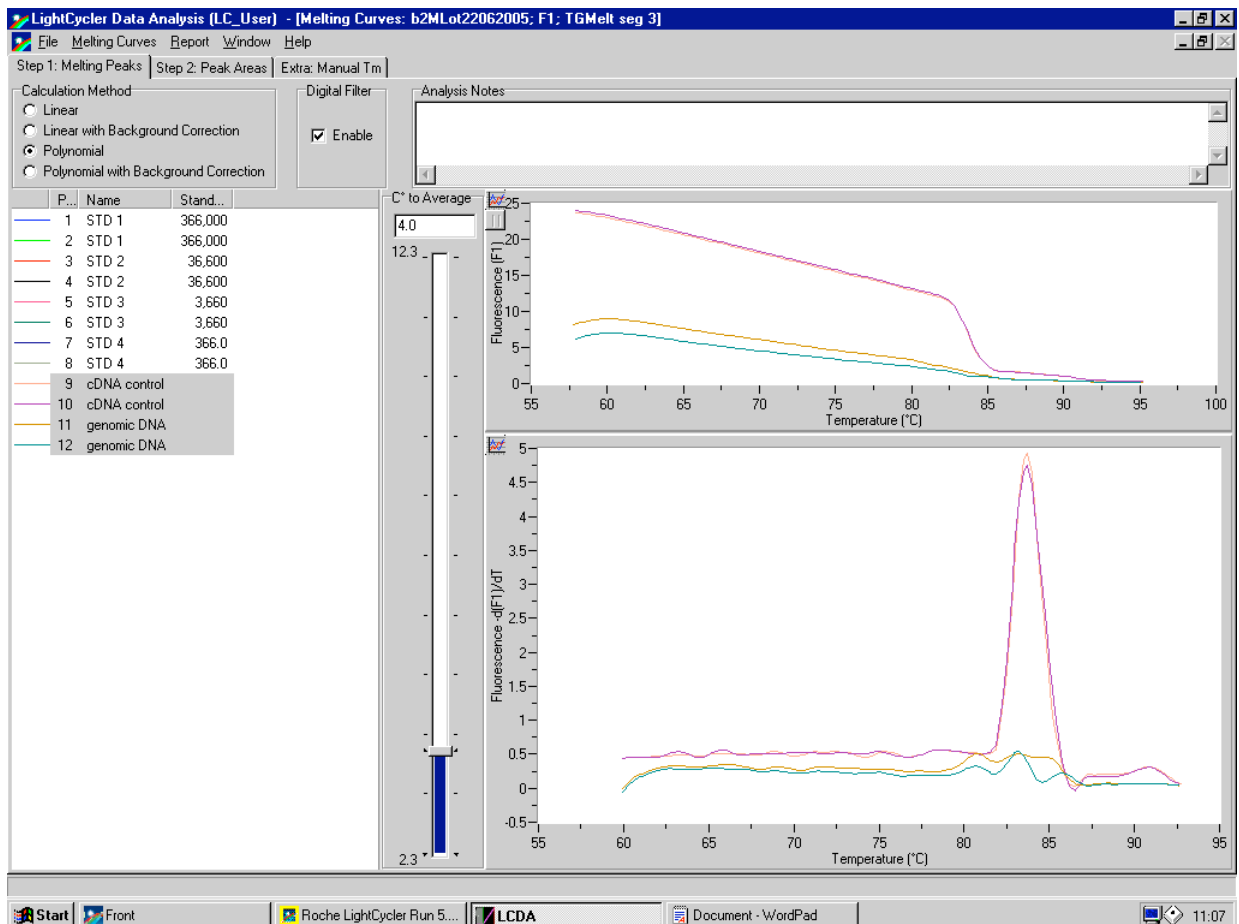 LightCycler Data Analysis (LC_User) - [Melting Curves: b2MLot22062005; F1; TGMelt seg 3]
File Melting Curves Report Window Help
Step 1: Melting Peaks Step 2: Peak Areas Extra: Manual Tm
Calculation Method
Linear
Linear with Background Correction
Polynomial
Polynomial with Background Correction
Digital Filter
Enable
Analysis Notes
P... Name Stand...
1 STD 1 366,000
2 STD 1 366,000
3 STD 2 36,600
4 STD 2 36,600
5 STD 3 3,660
6 STD 3 3,660
7 STD 4 366.0
8 STD 4 366.0
9 cDNA control
10 cDNA control
11 genomic DNA
12 genomic DNA
C° to Average
4.0
12.3
2.3
Fluorescence (F1)
25
20
15
10
5
0
55 60 65 70 75 80 85 90 95 100
Temperature (°C)
Fluorescence -d(F1)/dT
5
4.5
4
3.5
3
2.5
2
1.5
1
0.5
0
-0.5
55 60 65 70 75 80 85 90 95
Temperature (°C)
Start Front Roche LightCycler Run 5.... LCDA Document - WordPad 11:07